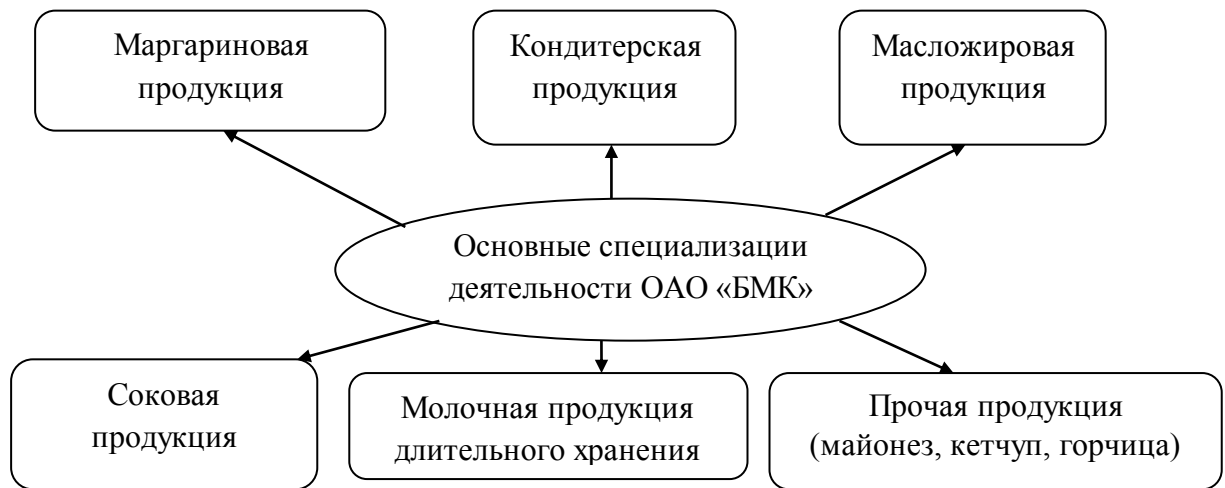 Маргариновая
продукция
Кондитерская
продукция
Масложировая
продукция
Основные специализации
деятельности ОАО «БМК»
Соковая
продукция
Молочная продукция
длительного хранения
Прочая продукция
(майонез, кетчуп, горчица)